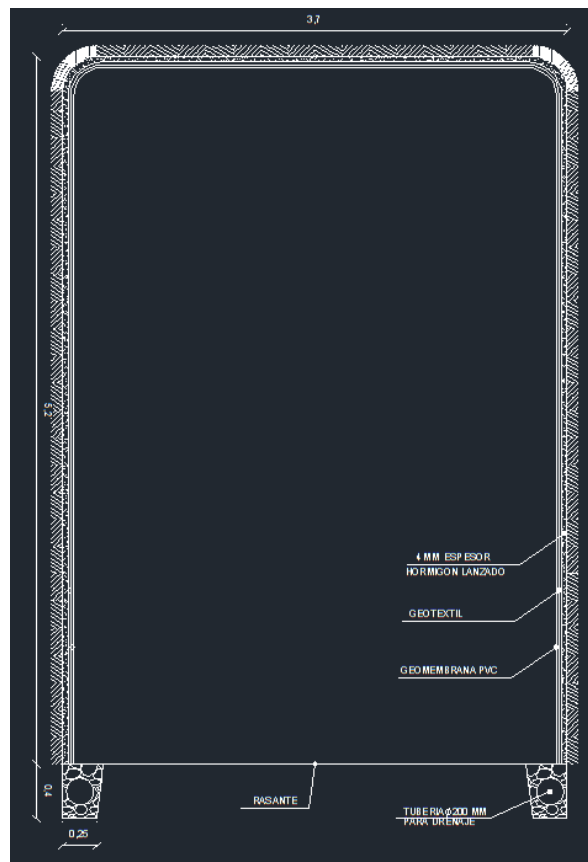 3,7
5,2
4 MM ESPESOR
HORMIGON LANZADO
GEOTEXTIL
GEOMEMBRANA PVC
0,4
RASANTE
TUBERIA ϕ200 MM
PARA DRENAJE
0,25